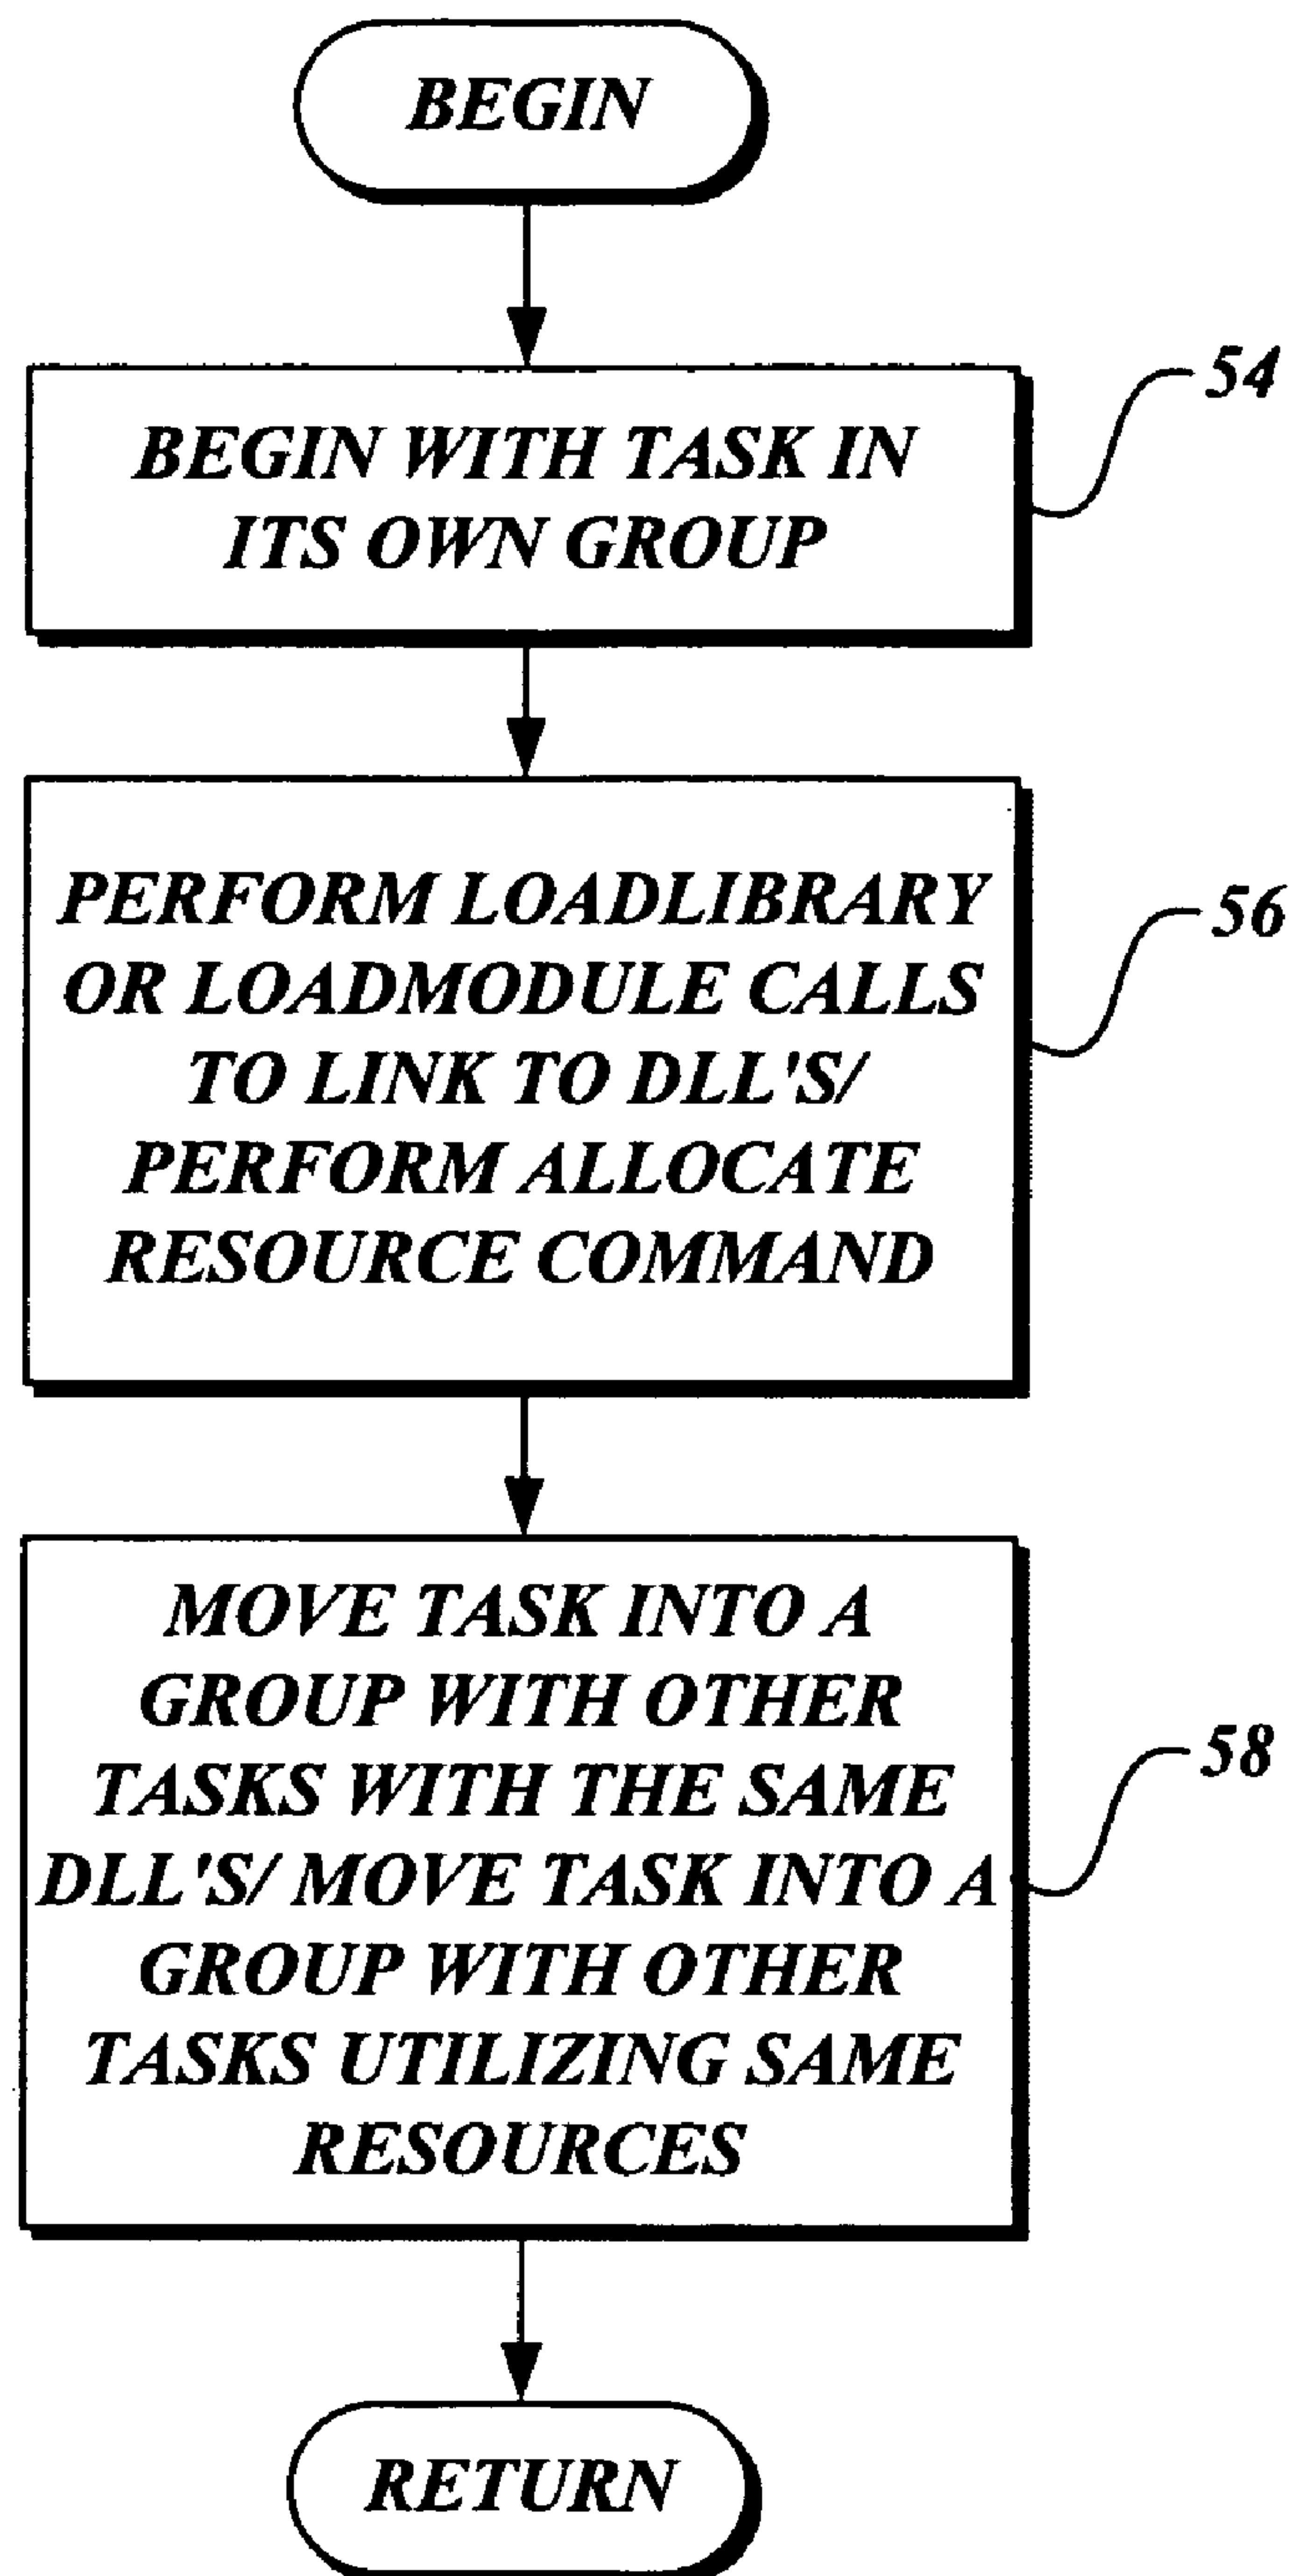 BEGIN
BEGIN WITH TASK IN
ITS OWN GROUP
54
PERFORM LOADLIBRARY
OR LOADMODULE CALLS
TO LINK TO DLL'S/
PERFORM ALLOCATE
RESOURCE COMMAND
56
MOVE TASK INTO A
GROUP WITH OTHER
TASKS WITH THE SAME
DLL'S/ MOVE TASK INTO A
GROUP WITH OTHER
TASKS UTILIZING SAME
RESOURCES
58
RETURN